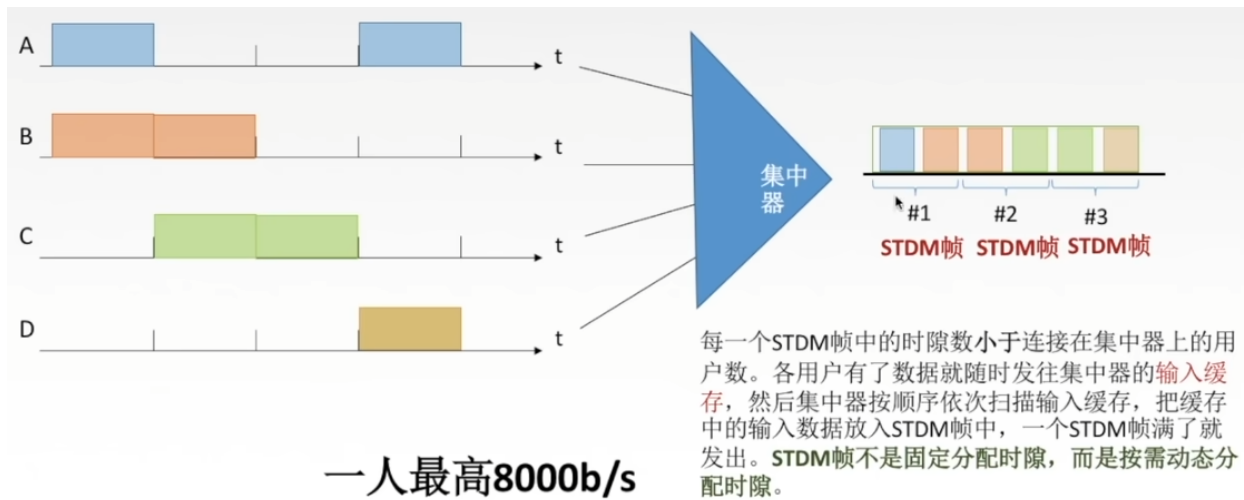 A
t
B
t
C
t
D
t
集中
器
#1
#2
#3
STDM帧
STDM帧
STDM帧
每一个STDM帧中的时隙数小于连接在集中器上的用
户数。各用户有了数据就随时发往集中器的输入缓
存，然后集中器按顺序依次扫描输入缓存，把缓存
中的输入数据放入STDM帧中，一个STDM帧满了就
发出。STDM帧不是固定分配时隙，而是按需动态分
配时隙。
一人最高8000b/s